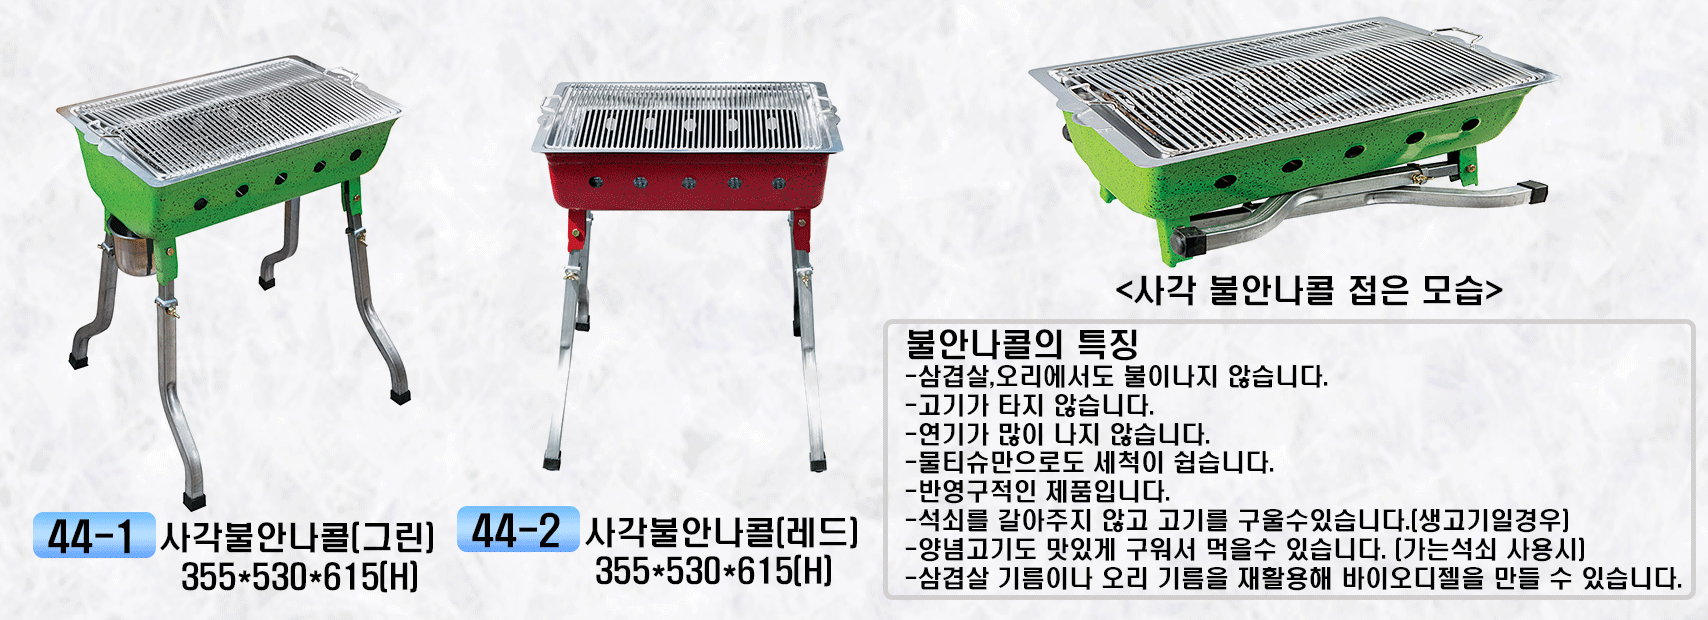 <사각 불안나콜 접은 모습>
불안나콜의 특징
-삼겹살,오리에서도 불이나지 않습니다.
-고기가 타지 않습니다.
-연기가 많이 나지 않습니다.
-물티슈만으로도 세척이 쉽습니다.
-반영구적인 제품입니다.
-석쇠를 갈아주지 않고 고기를 구울수있습니다.(생고기일경우)
-양념고기도 맛있게 구워서 먹을수 있습니다. (가는석쇠 사용시)
-삼겹살 기름이나 오리 기름을 재활용해 바이오디젤을 만들 수 있습니다.
44-1 사각불안나콜(그린)
355*530*615(H)
44-2 사각불안나콜(레드)
355*530*615(H)